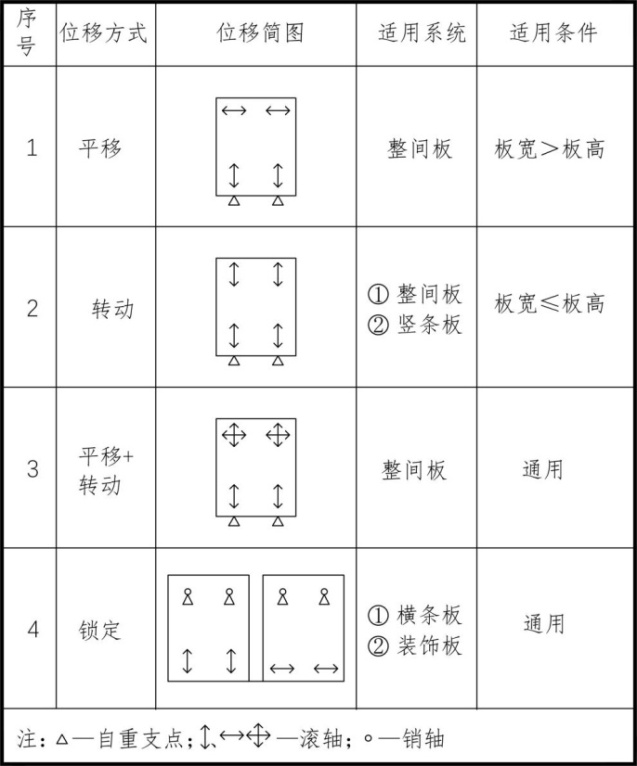 序号 位移方式 位移简图 适用系统 适用条件
1 平移 整间板 板宽>板高
2 转动 ① 整间板 ② 竖条板 板宽≤板高
3 平移+转动 整间板 通用
4 锁定 ① 横条板 ② 装饰板 通用
注: △—自重支点;↕、↔、✥—滚轴; ∘—销轴